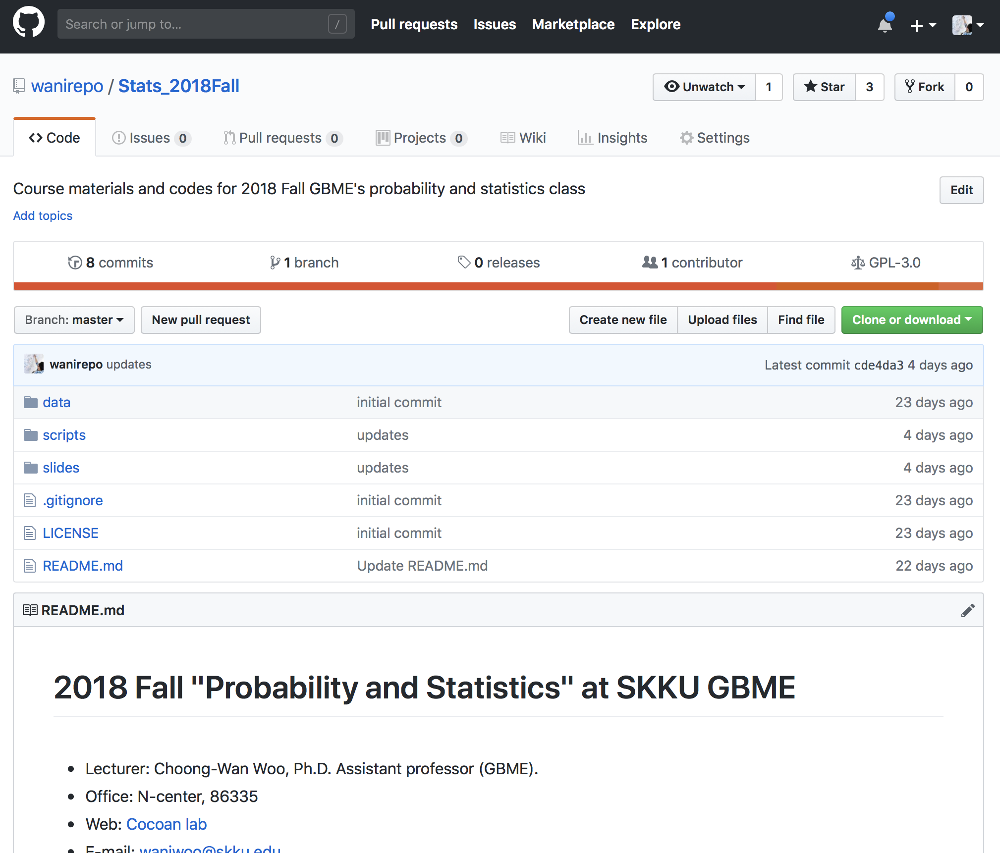 Search or jump to... /
Pull requests Issues Marketplace Explore
wanirepo / Stats_2018Fall
Unwatch 1 Star 3 Fork 0
Code Issues 0 Pull requests 0 Projects 0 Wiki Insights Settings
Course materials and codes for 2018 Fall GBME's probability and statistics class
Edit
Add topics
8 commits 1 branch 0 releases 1 contributor GPL-3.0
Branch: master New pull request Create new file Upload files Find file Clone or download
wanirepo updates Latest commit cde4da3 4 days ago
data initial commit 23 days ago
scripts updates 4 days ago
slides updates 4 days ago
.gitignore initial commit 23 days ago
LICENSE initial commit 23 days ago
README.md Update README.md 22 days ago
README.md
2018 Fall "Probability and Statistics" at SKKU GBME
• Lecturer: Choong-Wan Woo, Ph.D. Assistant professor (GBME).
• Office: N-center, 86335
• Web: Cocoan lab
• E-mail: waniwoo@skku.edu